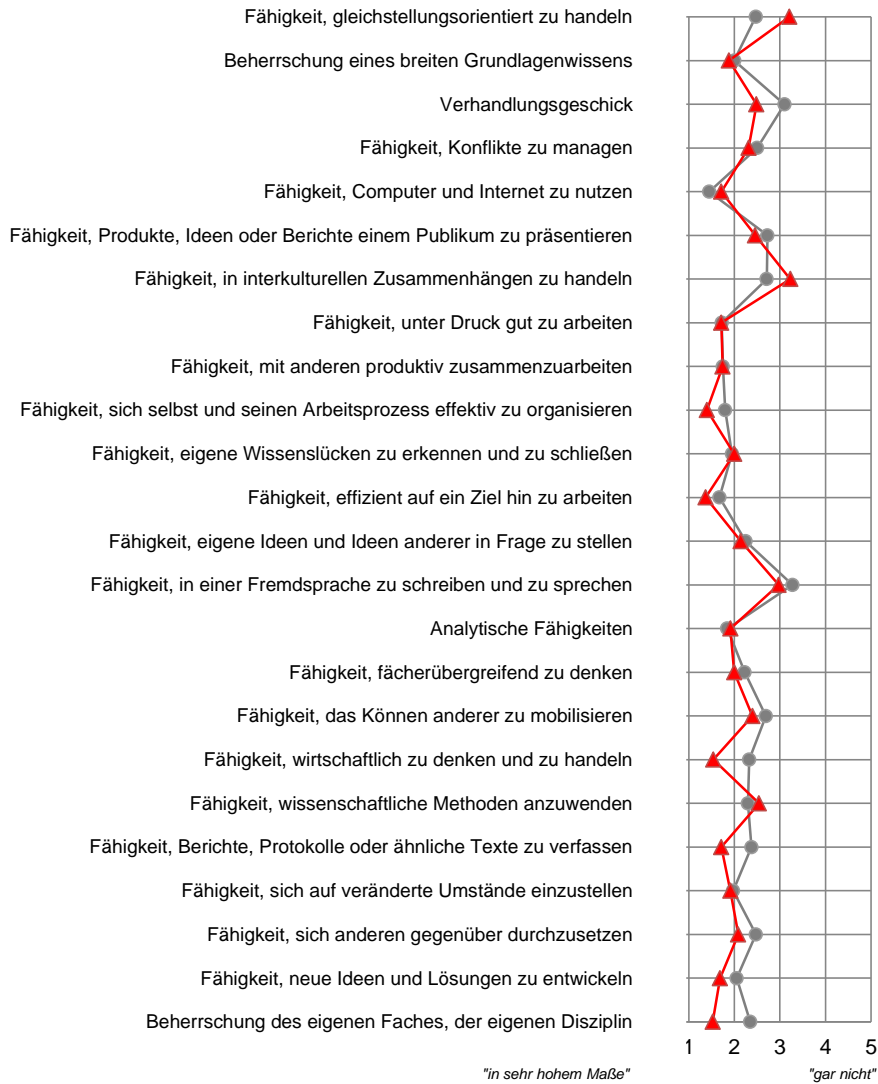 Fähigkeit, gleichstellungsorientiert zu handeln
Beherrschung eines breiten Grundlagenwissens
Verhandlungsgeschick
Fähigkeit, Konflikte zu managen
Fähigkeit, Computer und Internet zu nutzen
Fähigkeit, Produkte, Ideen oder Berichte einem Publikum zu präsentieren
Fähigkeit, in interkulturellen Zusammenhängen zu handeln
Fähigkeit, unter Druck gut zu arbeiten
Fähigkeit, mit anderen produktiv zusammenzuarbeiten
Fähigkeit, sich selbst und seinen Arbeitsprozess effektiv zu organisieren
Fähigkeit, eigene Wissenslücken zu erkennen und zu schließen
Fähigkeit, effizient auf ein Ziel hin zu arbeiten
Fähigkeit, eigene Ideen und Ideen anderer in Frage zu stellen
Fähigkeit, in einer Fremdsprache zu schreiben und zu sprechen
Analytische Fähigkeiten
Fähigkeit, fächerübergreifend zu denken
Fähigkeit, das Können anderer zu mobilisieren
Fähigkeit, wirtschaftlich zu denken und zu handeln
Fähigkeit, wissenschaftliche Methoden anzuwenden
Fähigkeit, Berichte, Protokolle oder ähnliche Texte zu verfassen
Fähigkeit, sich auf veränderte Umstände einzustellen
Fähigkeit, sich anderen gegenüber durchzusetzen
Fähigkeit, neue Ideen und Lösungen zu entwickeln
Beherrschung des eigenen Faches, der eigenen Disziplin
1 2 3 4 5
"in sehr hohem Maße" "gar nicht"